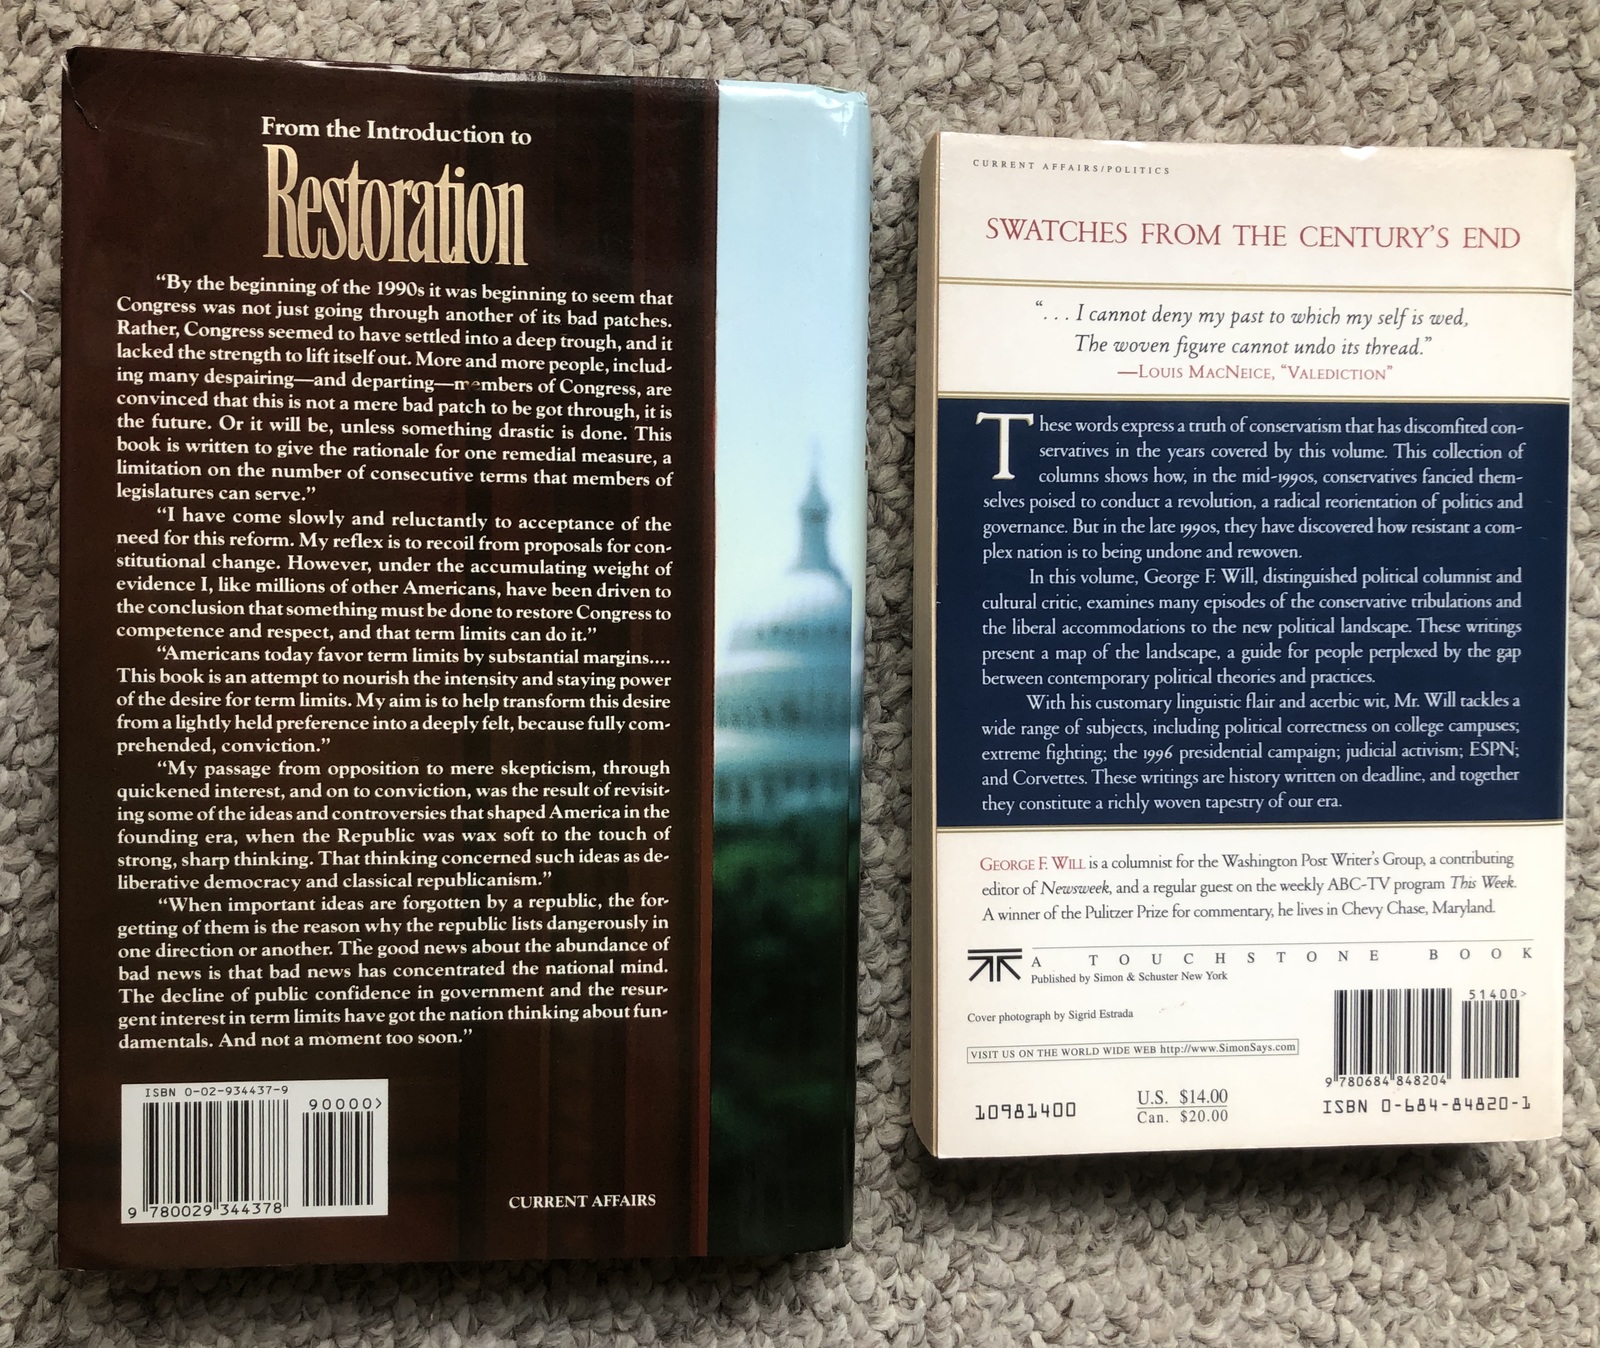 From the Introduction to
Restoration
“By the beginning of the 1990s it was beginning to seem that
Congress was not just going through another of its bad patches.
Rather, Congress seemed to have settled into a deep trough, and it
lacked the strength to lift itself out. More and more people, includ-
ing many despairing—and departing—members of Congress, are
convinced that this is not a mere bad patch to be got through, it is
the future. Or it will be, unless something drastic is done. This
book is written to give the rationale for one remedial measure, a
limitation on the number of consecutive terms that members of
legislatures can serve.”
“I have come slowly and reluctantly to acceptance of the
need for this reform. My reflex is to recoil from proposals for con-
stitutional change. However, under the accumulating weight of
evidence I, like millions of other Americans, have been driven to
the conclusion that something must be done to restore Congress to
competence and respect, and that term limits can do it.”
“Americans today favor term limits by substantial margins....
This book is an attempt to nourish the intensity and staying power
of the desire for term limits. My aim is to help transform this desire
from a lightly held preference into a deeply felt, because fully com-
prehended, conviction.”
“My passage from opposition to mere skepticism, through
quickened interest, and on to conviction, was the result of revisit-
ing some of the ideas and controversies that shaped America in the
founding era, when the Republic was wax soft to the touch of
strong, sharp thinking. That thinking concerned such ideas as de-
liberative democracy and classical republicanism.”
“When important ideas are forgotten by a republic, the for-
getting of them is the reason why the republic lists dangerously in
one direction or another. The good news about the abundance of
bad news is that bad news has concentrated the national mind.
The decline of public confidence in government and the resur-
gent interest in term limits have got the nation thinking about fun-
damentals. And not a moment too soon.”
ISBN 0-02-934437-9
90000>
9 780029 344378
CURRENT AFFAIRS
CURRENT AFFAIRS/POLITICS
SWATCHES FROM THE CENTURY'S END
“. . . I cannot deny my past to which my self is wed,
The woven figure cannot undo its thread.”
—LOUIS MACNEICE, “VALEDICTION”
These words express a truth of conservatism that has discomfited con-
servatives in the years covered by this volume. This collection of
columns shows how, in the mid-1990s, conservatives fancied them-
selves poised to conduct a revolution, a radical reorientation of politics and
governance. But in the late 1990s, they have discovered how resistant a com-
plex nation is to being undone and rewoven.
In this volume, George F. Will, distinguished political columnist and
cultural critic, examines many episodes of the conservative tribulations and
the liberal accommodations to the new political landscape. These writings
present a map of the landscape, a guide for people perplexed by the gap
between contemporary political theories and practices.
With his customary linguistic flair and acerbic wit, Mr. Will tackles a
wide range of subjects, including political correctness on college campuses;
extreme fighting; the 1996 presidential campaign; judicial activism; ESPN;
and Corvettes. These writings are history written on deadline, and together
they constitute a richly woven tapestry of our era.
GEORGE F. WILL is a columnist for the Washington Post Writer's Group, a contributing
editor of Newsweek, and a regular guest on the weekly ABC-TV program This Week.
A winner of the Pulitzer Prize for commentary, he lives in Chevy Chase, Maryland.
A TOUCHSTONE BOOK
Published by Simon & Schuster New York
Cover photograph by Sigrid Estrada
VISIT US ON THE WORLD WIDE WEB http://www.SimonSays.com
10981400
U.S. $14.00
Can. $20.00
51400>
9 780684 848204
ISBN 0-684-84820-1